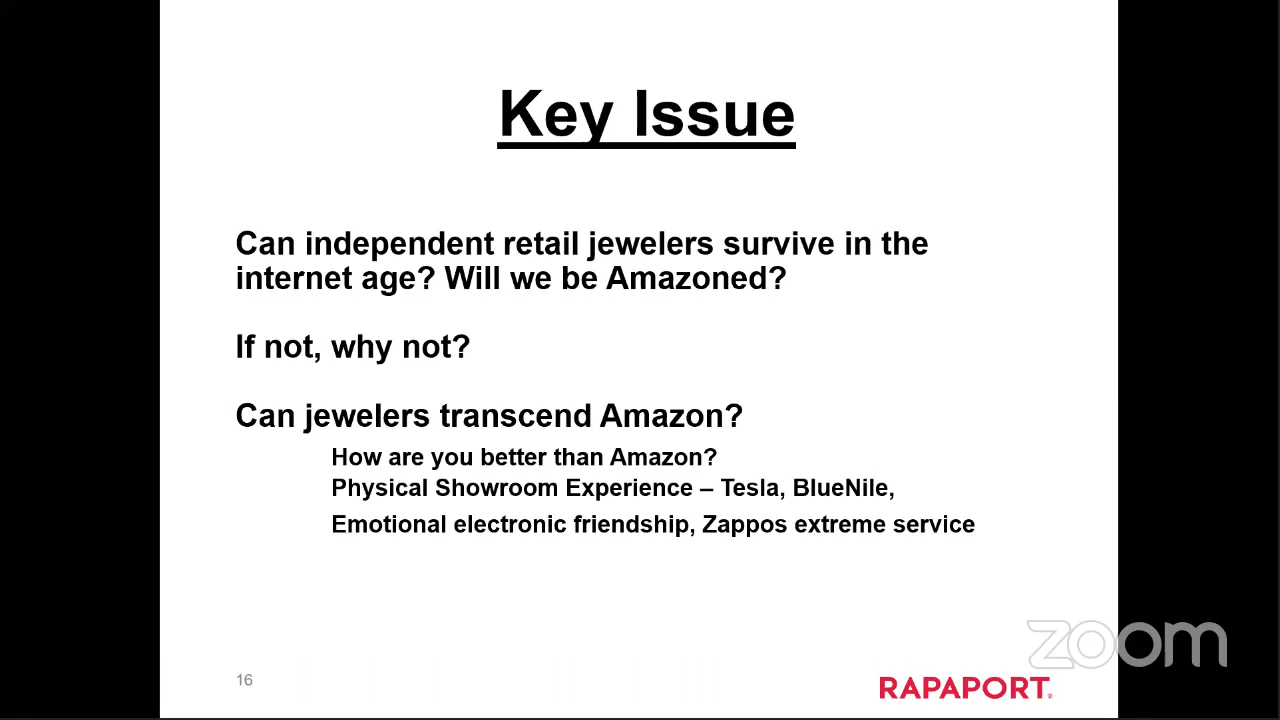 Key Issue
Can independent retail jewelers survive in the
internet age? Will we be Amazoned?
If not, why not?
Can jewelers transcend Amazon?
How are you better than Amazon?
Physical Showroom Experience – Tesla, BlueNile,
Emotional electronic friendship, Zappos extreme service
zoom
16
RAPAPORT®